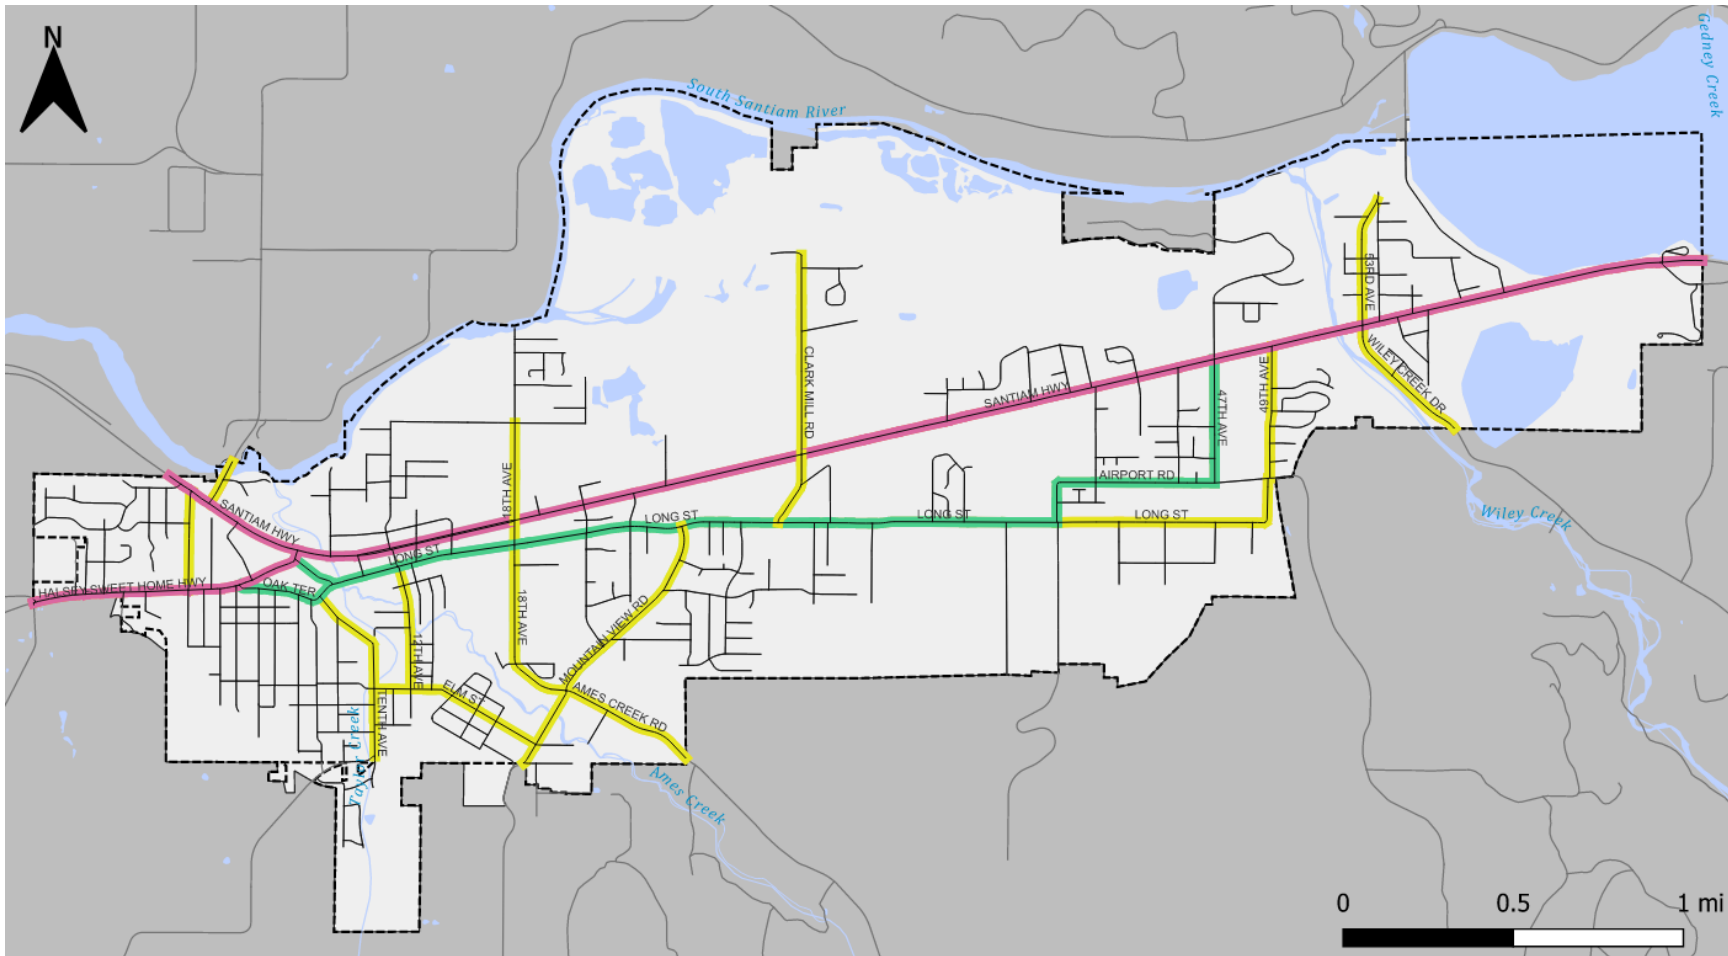 N
South Santiam River
Gedney Creek
53RD AVE
CLARK MILL RD
WILEY CREEK DR
49TH AVE
SANTIAM HWY
47TH AVE
18TH AVE
AIRPORT RD
SANTIAM HWY
LONG ST
LONG ST
LONG ST
Wiley Creek
LONG ST
HALSEY-SWEET HOME HWY
OAK TER
18TH AVE
MOUNTAIN VIEW RD
12TH AVE
ELM ST
AMES CREEK RD
TENTH AVE
Taylor Creek
Ames Creek
0 0.5 1 mi